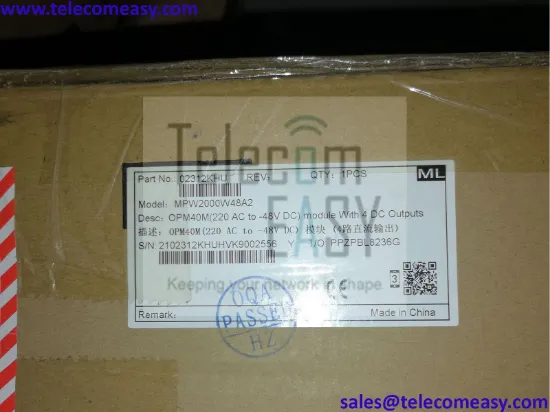 www.telecomeasy.com
Telecom
EASY
Part No. 02312KHU REV:
QTY: 1PCS
ML
Model: MPW2000W48A2
Desc: OPM40M(220 AC to -48V DC) module With 4 DC Outputs
描述: OPM40M(220 AC to -48V DC) 模块 (4路直流输出)
S/N: 2102312KHUHVK9002556 Y I/O: PPZPBL8236G
Keeping your network in shape
3
OQA
PASSED
HZ
Remark:
Made in China
sales@telecomeasy.com